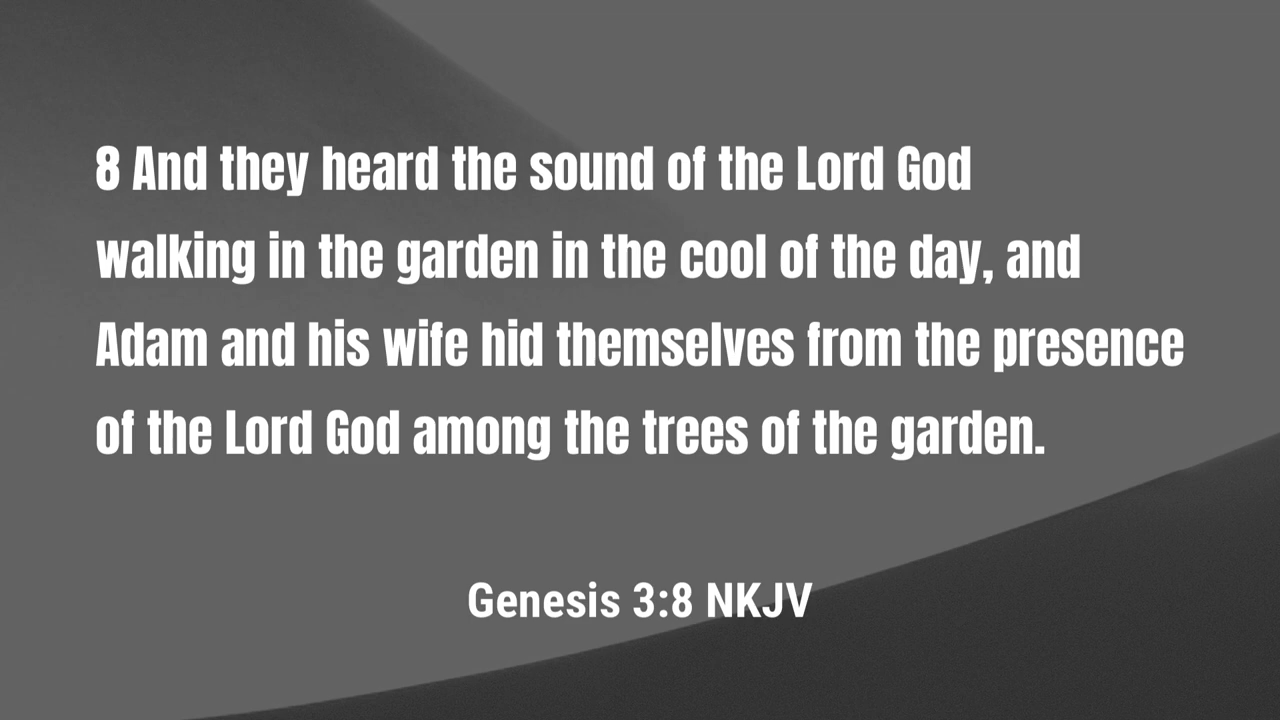 8 And they heard the sound of the Lord God
walking in the garden in the cool of the day, and
Adam and his wife hid themselves from the presence
of the Lord God among the trees of the garden.
Genesis 3:8 NKJV